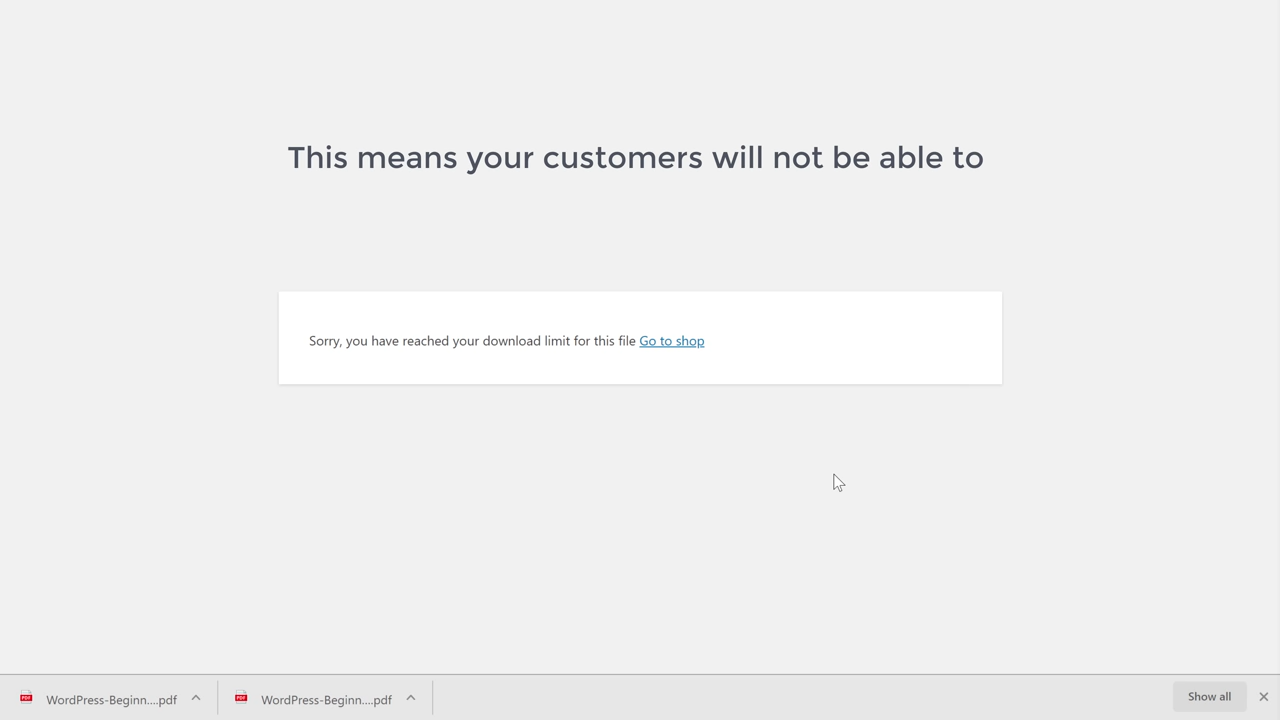 This means your customers will not be able to
Sorry, you have reached your download limit for this file Go to shop
WordPress-Beginn....pdf
WordPress-Beginn....pdf
Show all